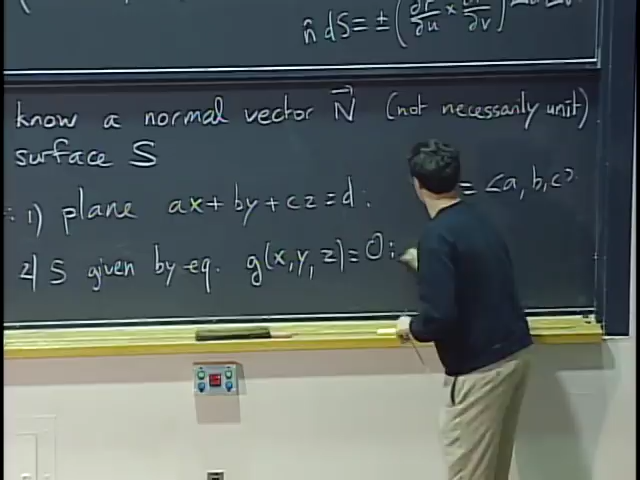 n̂ dS = ± (∂r/∂u × ∂r/∂v)
know a normal vector N⃗ (not necessarily unit)
surface S
: 1) plane ax + by + cz = d : = <a, b, c>.
2) S given by eq. g(x, y, z) = 0 :